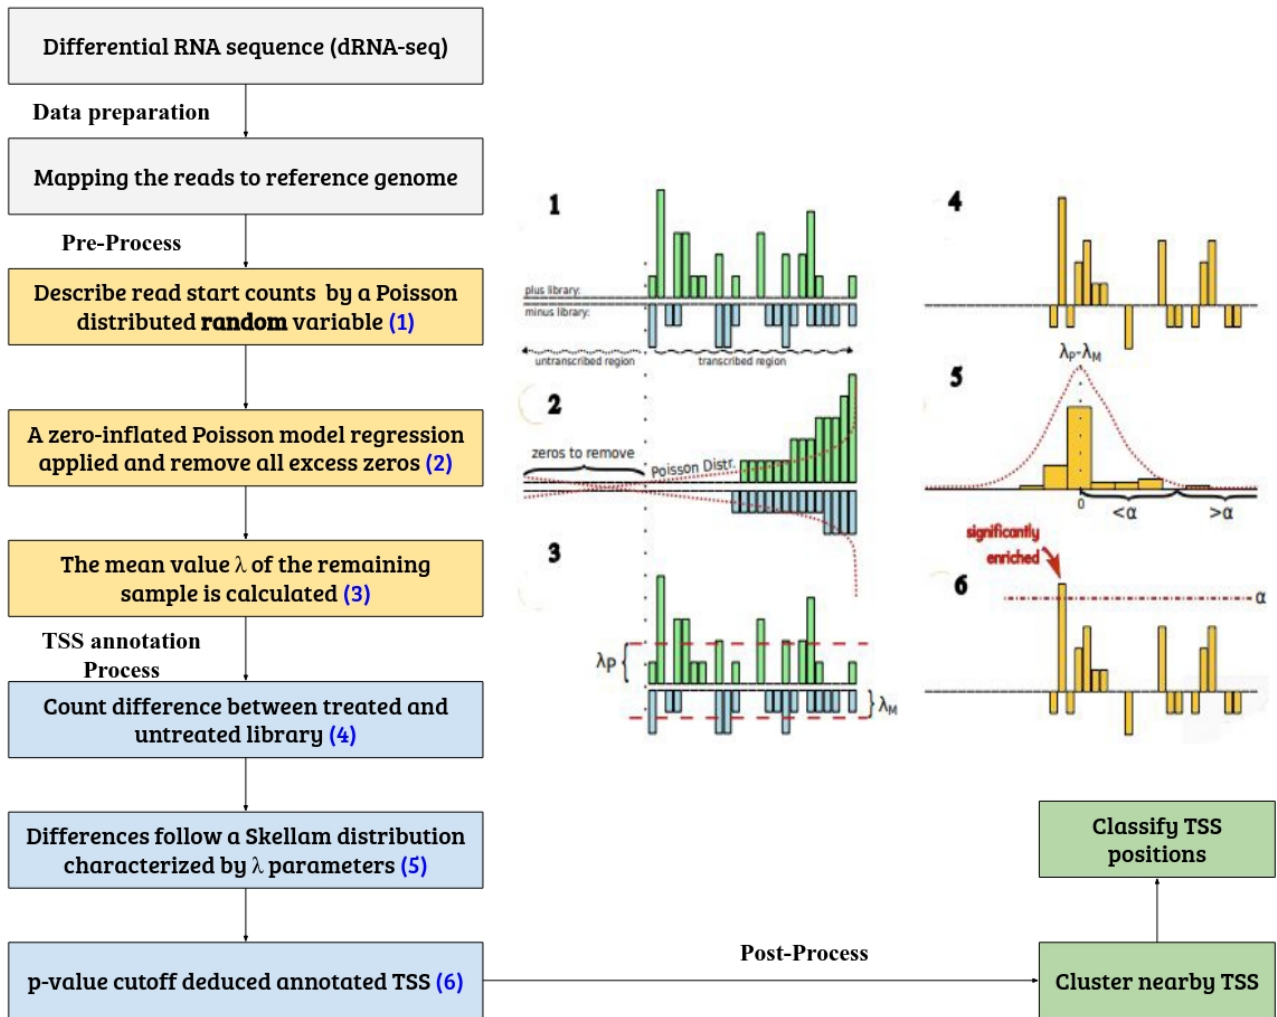 Differential RNA sequence (dRNA-seq)
Data preparation
Mapping the reads to reference genome
Pre-Process
Describe read start counts by a Poisson
distributed random variable (1)
A zero-inflated Poisson model regression
applied and remove all excess zeros (2)
The mean value λ of the remaining
sample is calculated (3)
TSS annotation
Process
Count difference between treated and
untreated library (4)
Differences follow a Skellam distribution
characterized by λ parameters (5)
p-value cutoff deduced annotated TSS (6)
Post-Process
Cluster nearby TSS
Classify TSS
positions
1
plus library:
minus library:
untranscribed region
transcribed region
2
zeros to remove
Poisson Distr.
3
λP
λM
4
5
λP-λM
0
<α
>α
6
significantly
enriched
α